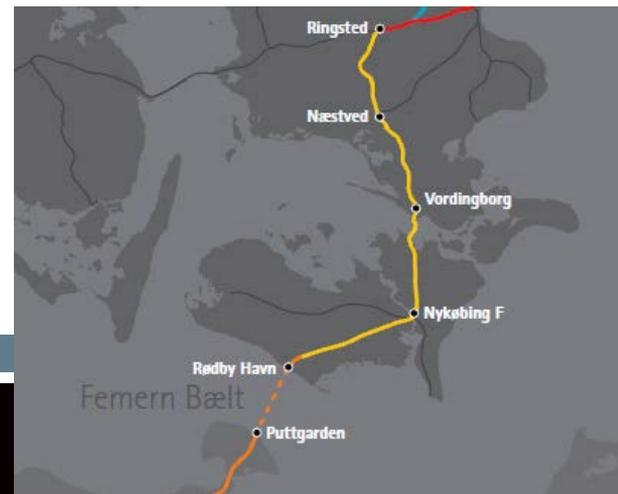 Ringsted
Næstved
Vordingborg
Nykøbing F
Rødby Havn
Femern Bælt
Puttgarden